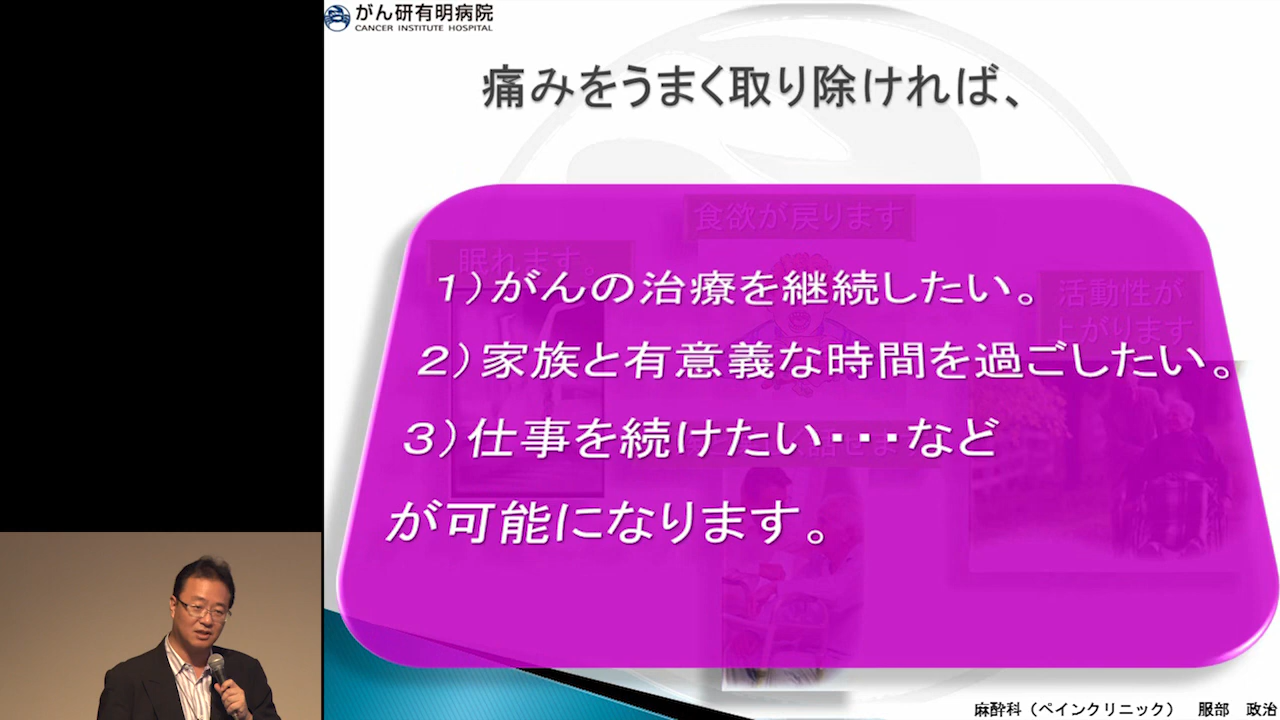 がん研有明病院
CANCER INSTITUTE HOSPITAL
痛みをうまく取り除ければ、
食欲が戻ります
眠れます。
活動性が
上がります
1)がんの治療を継続したい。
2)家族と有意義な時間を過ごしたい。
3)仕事を続けたい・・・など
が可能になります。
麻酔科(ペインクリニック) 服部 政治